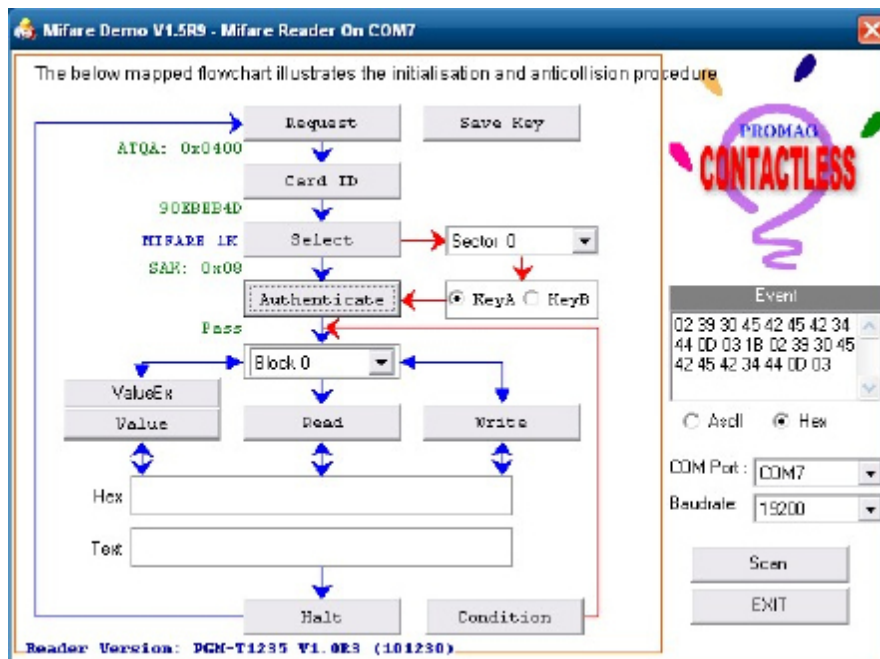 Mifare Demo V1.5R9 - Mifare Reader On COM7
The below mapped flowchart illustrates the initialisation and anticollision procedure
Request
Save Key
ATQA: 0x0400
Card ID
90EBEB4D
MIFARE 1K
Select
Sector 0
SAK: 0x08
Authenticate
KeyA
KeyB
Pass
Block 0
ValueEx
Value
Read
Write
Hex
Text
Halt
Condition
Reader Version: PGM-T1235 V1.0R3 (101230)
PROMAG
CONTACTLESS
Event
02 39 30 45 42 45 42 34
44 0D 03 1B 02 39 30 45
42 45 42 34 44 0D 03
Ascll
Hex
COM Port :
COM7
Baudrate:
19200
Scan
EXIT